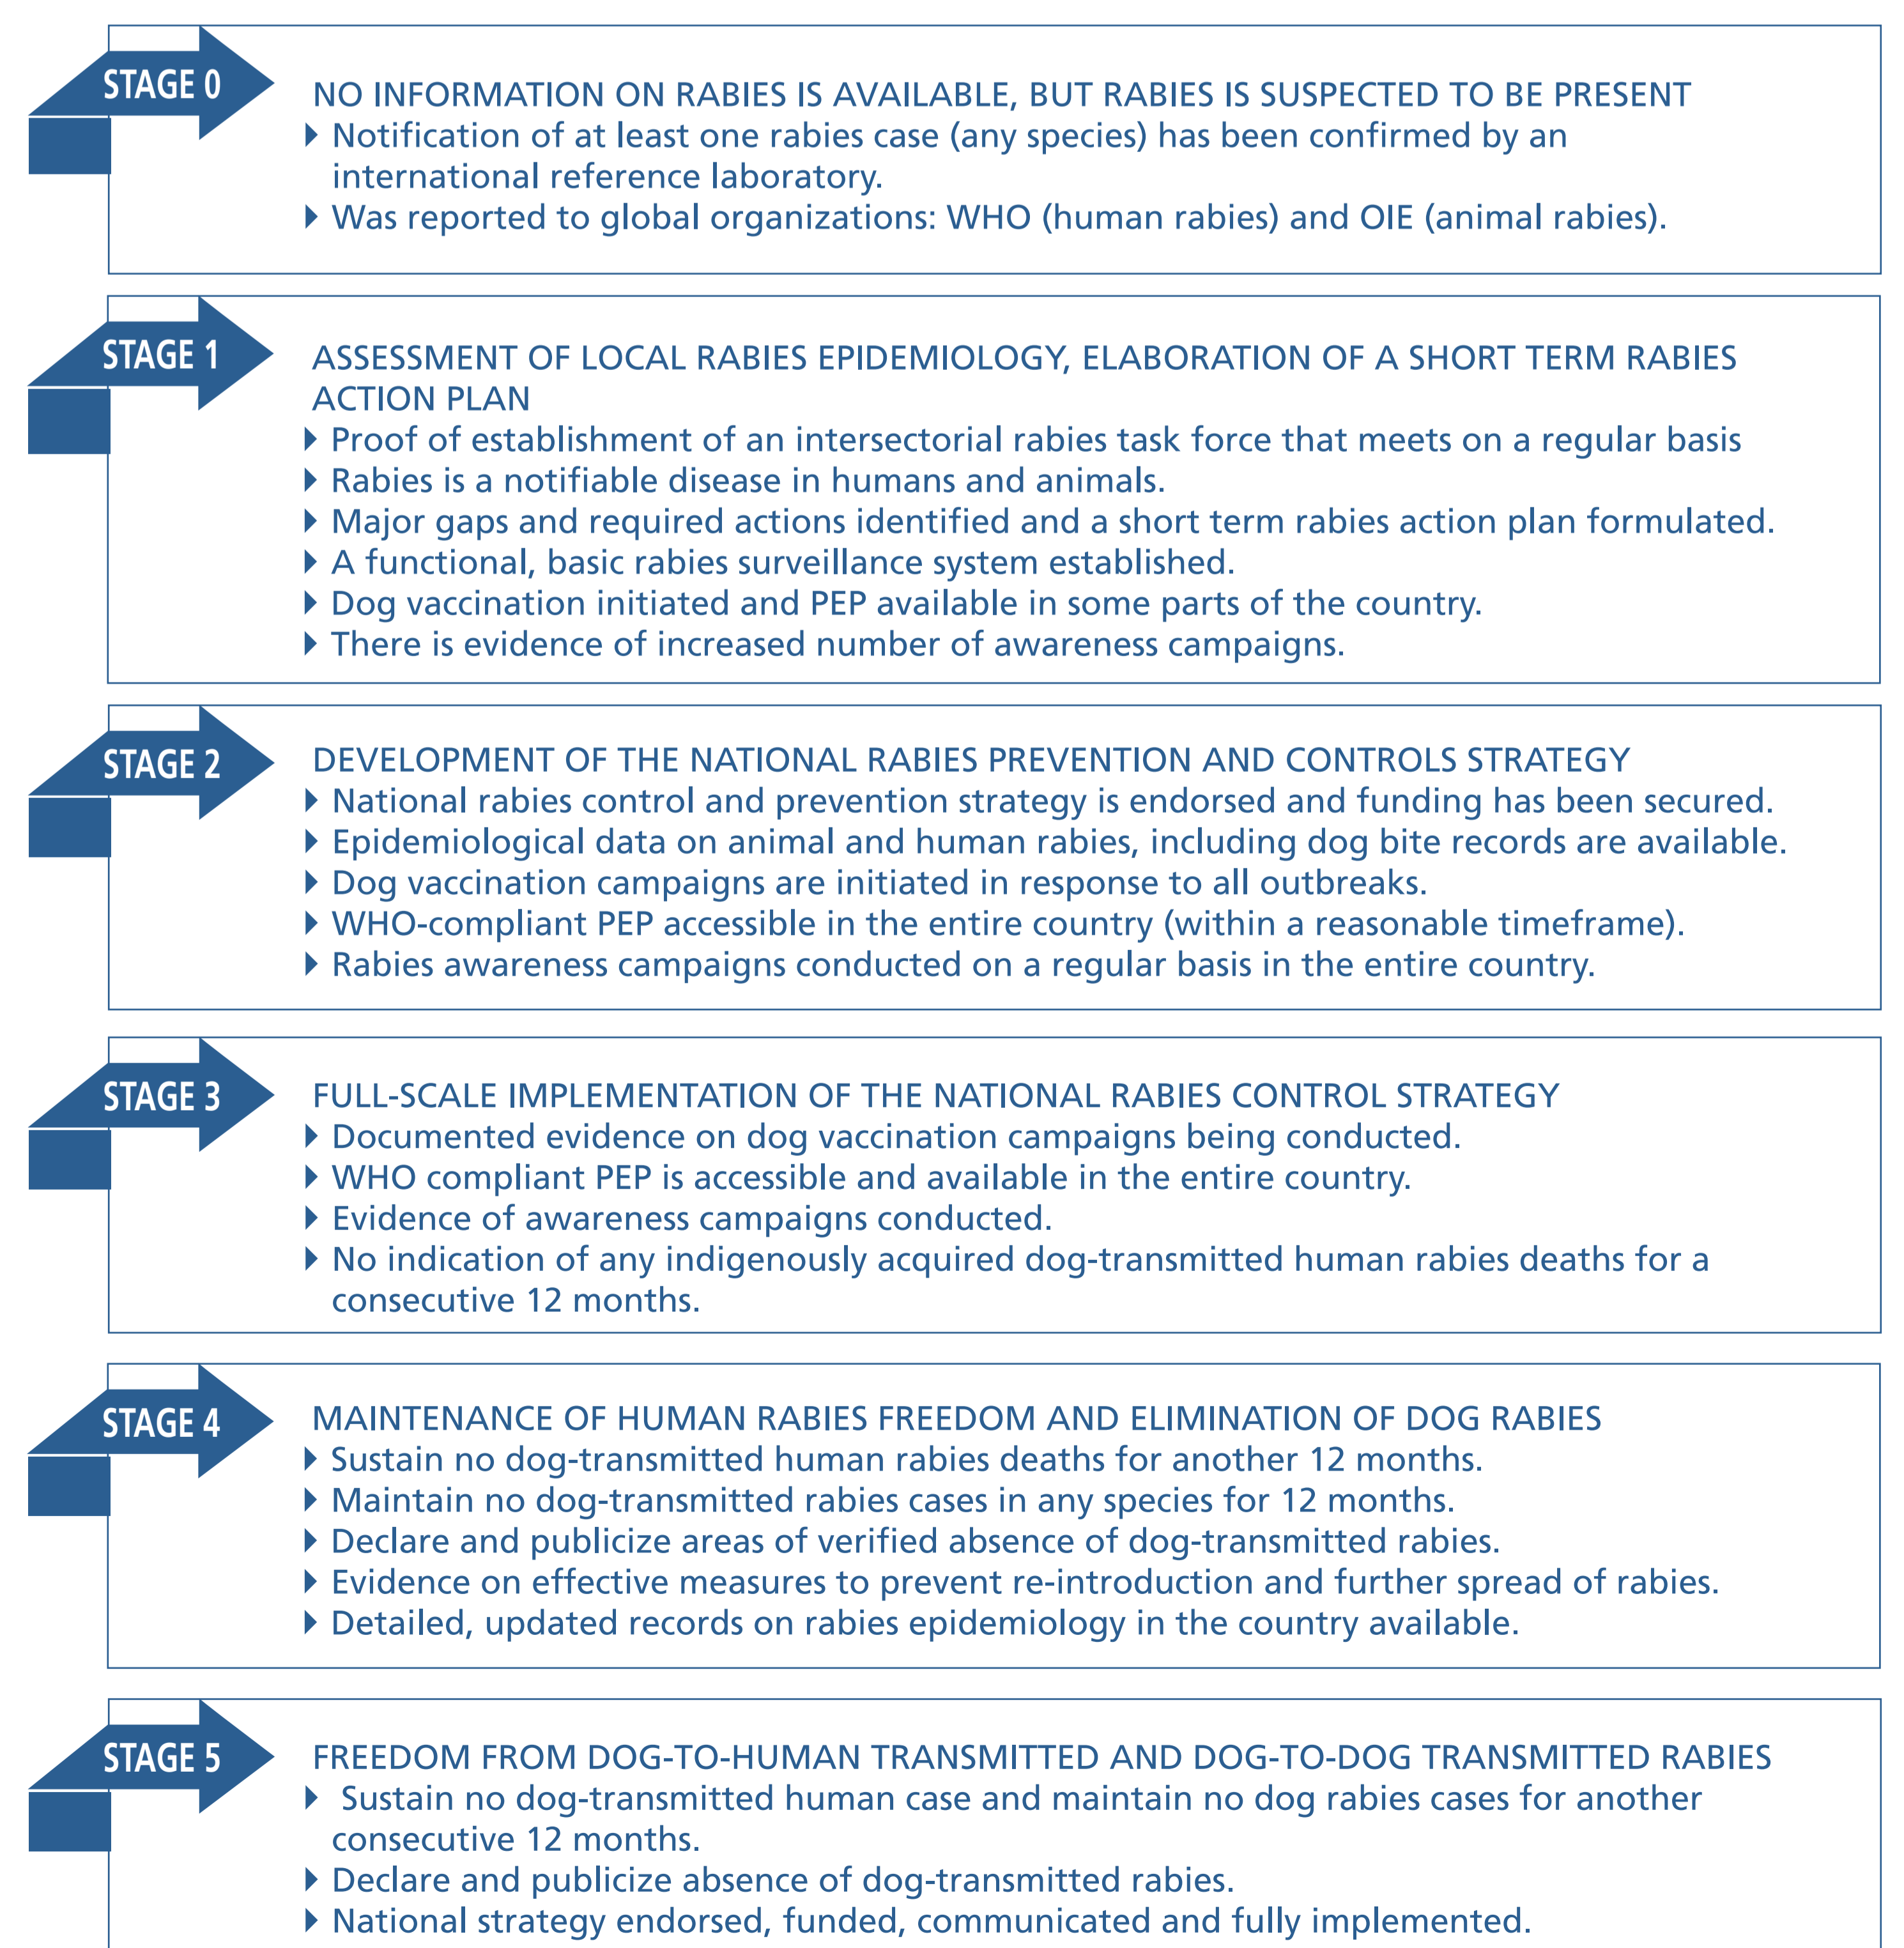 STAGE 0
NO INFORMATION ON RABIES IS AVAILABLE, BUT RABIES IS SUSPECTED TO BE PRESENT
Notification of at least one rabies case (any species) has been confirmed by an
international reference laboratory.
Was reported to global organizations: WHO (human rabies) and OIE (animal rabies).
STAGE 1
ASSESSMENT OF LOCAL RABIES EPIDEMIOLOGY, ELABORATION OF A SHORT TERM RABIES
ACTION PLAN
Proof of establishment of an intersectorial rabies task force that meets on a regular basis
Rabies is a notifiable disease in humans and animals.
Major gaps and required actions identified and a short term rabies action plan formulated.
A functional, basic rabies surveillance system established.
Dog vaccination initiated and PEP available in some parts of the country.
There is evidence of increased number of awareness campaigns.
STAGE 2
DEVELOPMENT OF THE NATIONAL RABIES PREVENTION AND CONTROLS STRATEGY
National rabies control and prevention strategy is endorsed and funding has been secured.
Epidemiological data on animal and human rabies, including dog bite records are available.
Dog vaccination campaigns are initiated in response to all outbreaks.
WHO-compliant PEP accessible in the entire country (within a reasonable timeframe).
Rabies awareness campaigns conducted on a regular basis in the entire country.
STAGE 3
FULL-SCALE IMPLEMENTATION OF THE NATIONAL RABIES CONTROL STRATEGY
Documented evidence on dog vaccination campaigns being conducted.
WHO compliant PEP is accessible and available in the entire country.
Evidence of awareness campaigns conducted.
No indication of any indigenously acquired dog-transmitted human rabies deaths for a
consecutive 12 months.
STAGE 4
MAINTENANCE OF HUMAN RABIES FREEDOM AND ELIMINATION OF DOG RABIES
Sustain no dog-transmitted human rabies deaths for another 12 months.
Maintain no dog-transmitted rabies cases in any species for 12 months.
Declare and publicize areas of verified absence of dog-transmitted rabies.
Evidence on effective measures to prevent re-introduction and further spread of rabies.
Detailed, updated records on rabies epidemiology in the country available.
STAGE 5
FREEDOM FROM DOG-TO-HUMAN TRANSMITTED AND DOG-TO-DOG TRANSMITTED RABIES
Sustain no dog-transmitted human case and maintain no dog rabies cases for another
consecutive 12 months.
Declare and publicize absence of dog-transmitted rabies.
National strategy endorsed, funded, communicated and fully implemented.